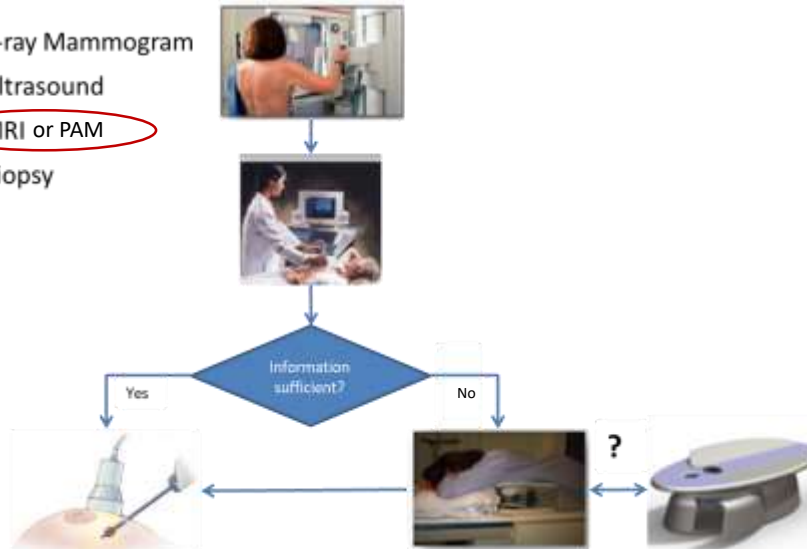 -ray Mammogram
ltrasound
RI or PAM
iopsy
Information
sufficient?
Yes
No
?